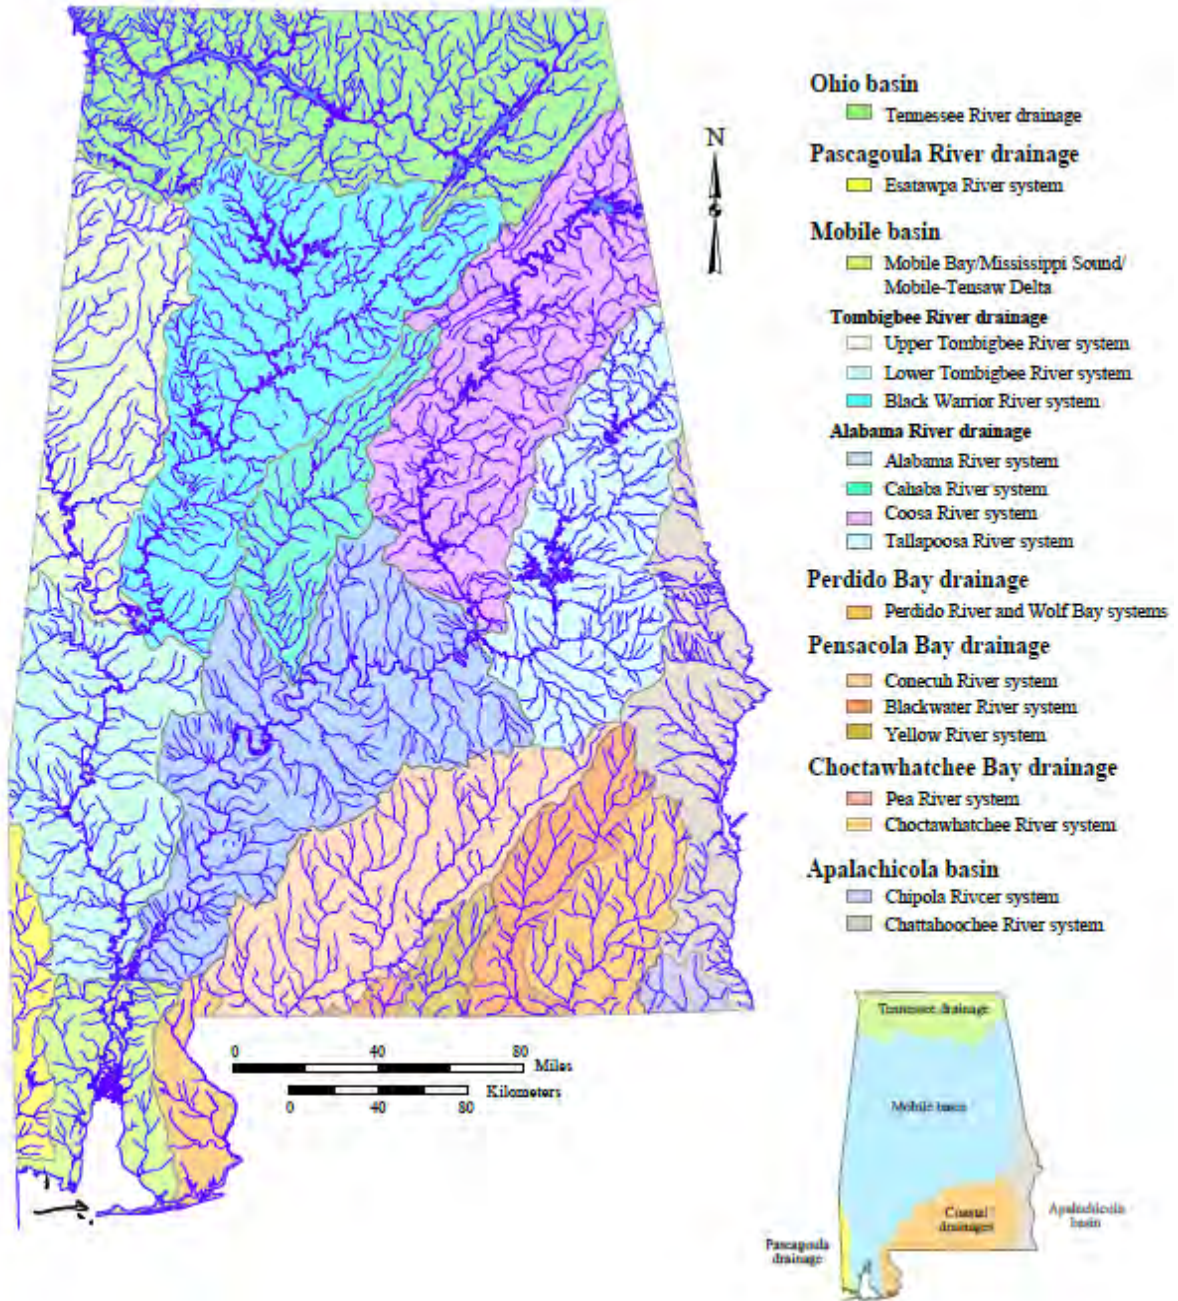 Ohio basin
Tennessee River drainage
Pascagoula River drainage
Esatawpa River system
Mobile basin
Mobile Bay/Mississippi Sound/
Mobile-Tensaw Delta
Tombigbee River drainage
Upper Tombigbee River system
Lower Tombigbee River system
Black Warrior River system
Alabama River drainage
Alabama River system
Cahaba River system
Coosa River system
Tallapoosa River system
Perdido Bay drainage
Perdido River and Wolf Bay systems
Pensacola Bay drainage
Conecuh River system
Blackwater River system
Yellow River system
Choctawhatchee Bay drainage
Pea River system
Choctawhatchee River system
Apalachicola basin
Chipola Rivcer system
Chattahoochee River system
N
0 40 80
Miles
Kilometers
0 40 80
Tennessee drainage
Mobile basin
Coastal
drainages
Apalachicola
basin
Pascagoula
drainage